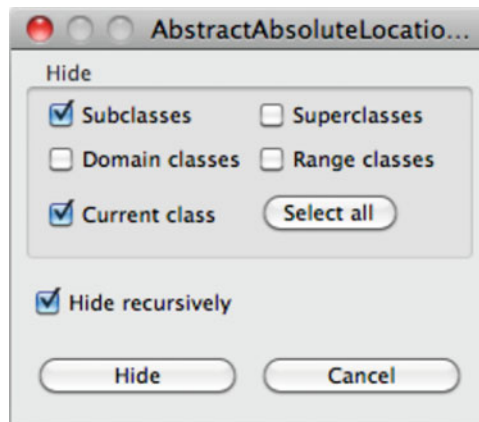 AbstractAbsoluteLocatio...
Hide
Subclasses
Superclasses
Domain classes
Range classes
Current class
Select all
Hide recursively
Hide
Cancel